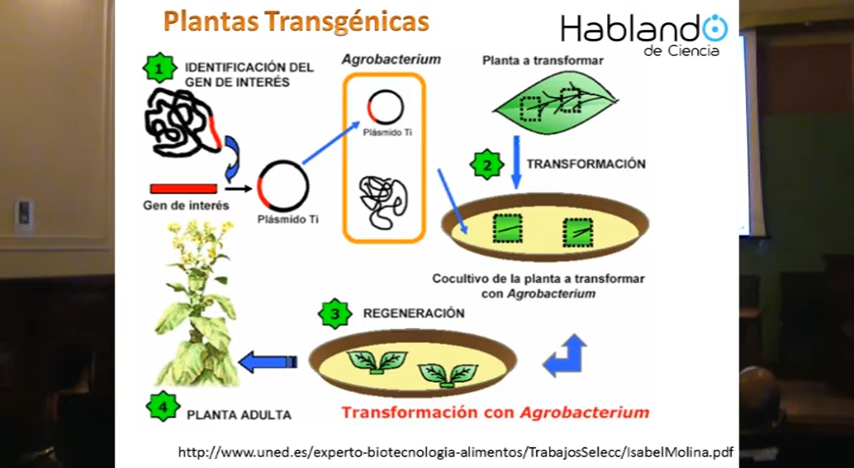 Plantas Transgénicas
Hablando
de Ciencia
1
IDENTIFICACIÓN DEL
GEN DE INTERÉS
Gen de interés
Plásmido Ti
Agrobacterium
Plásmido Ti
Planta a transformar
2
TRANSFORMACIÓN
Cocultivo de la planta a transformar
con Agrobacterium
3
REGENERACIÓN
4
PLANTA ADULTA
Transformación con Agrobacterium
http://www.uned.es/experto-biotecnologia-alimentos/TrabajosSelecc/IsabelMolina.pdf